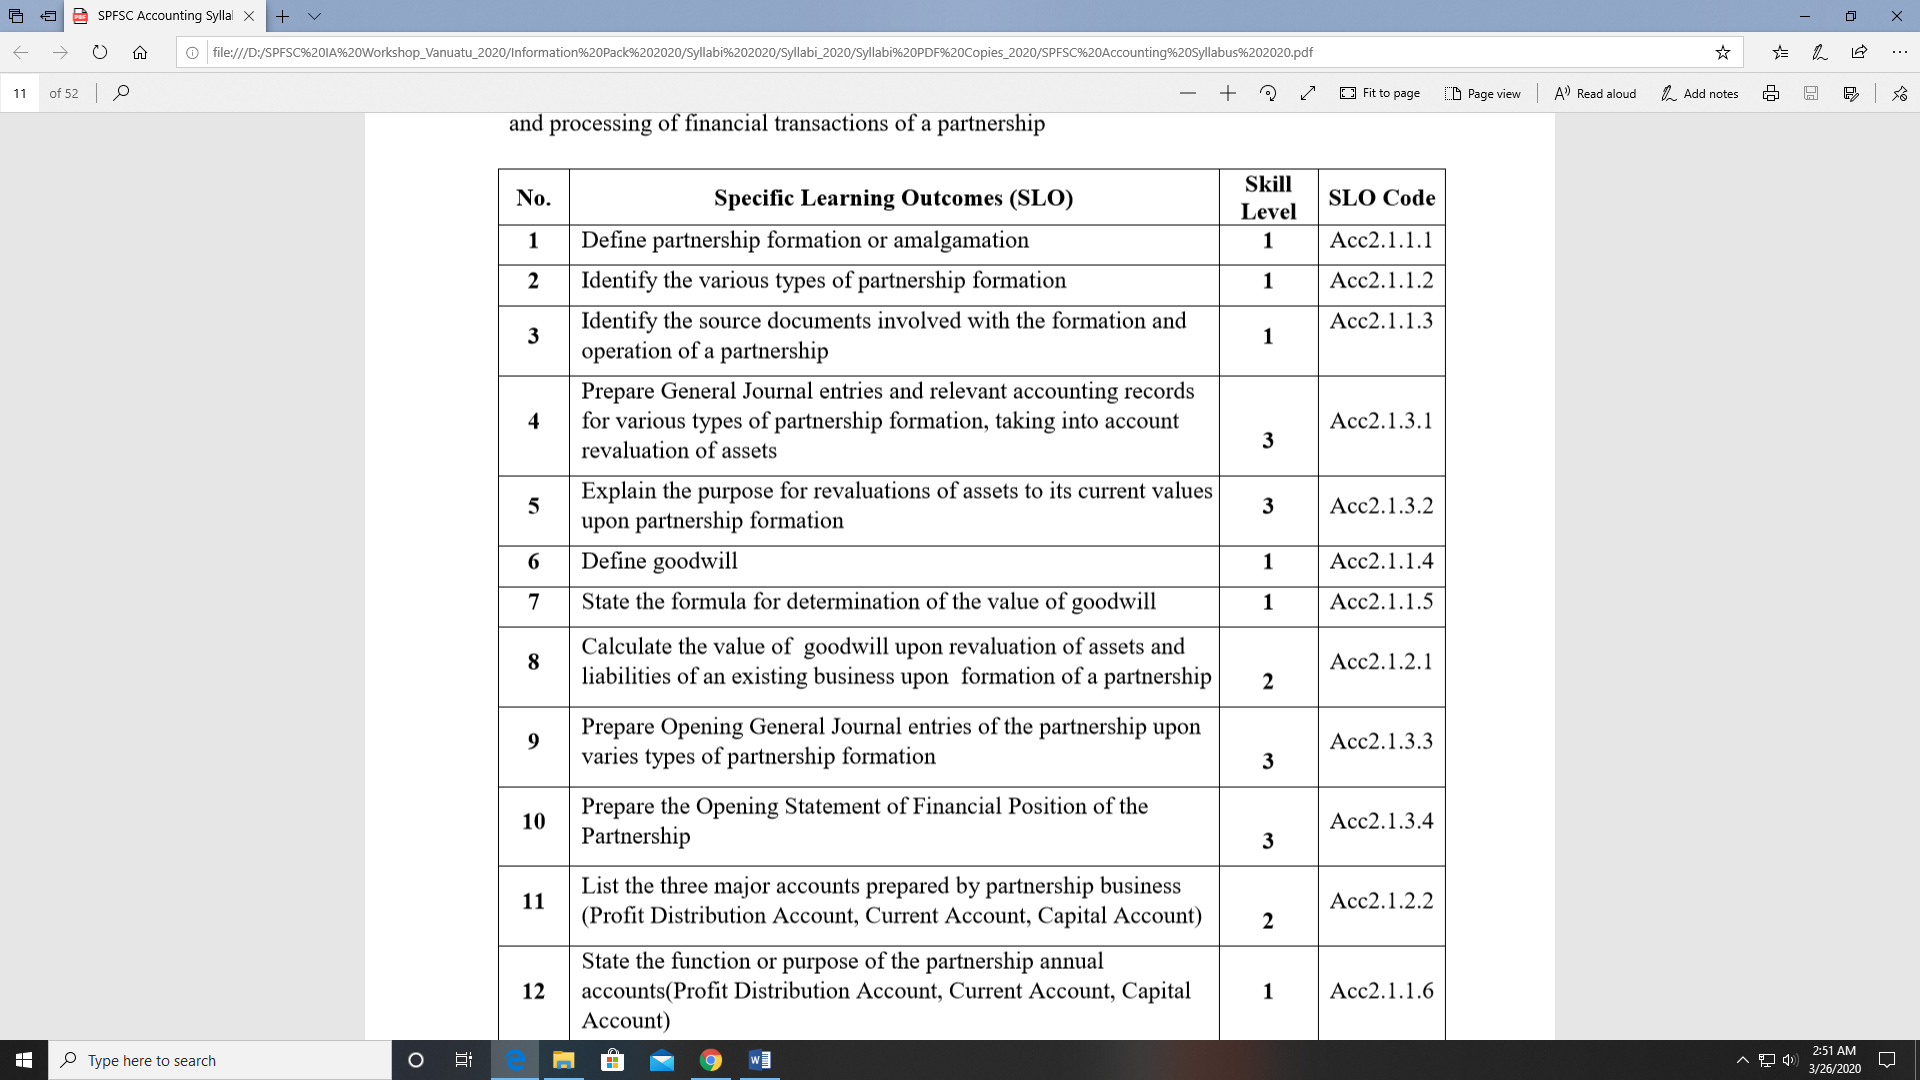 SPFSC Accounting Sylla
file:///D:/SPFSC%20IA%20Workshop_Vanuatu_2020/Information%20Pack%202020/Syllabi%202020/Syllabi_2020/Syllabi%20PDF%20Copies_2020/SPFSC%20Accounting%20Syllabus%202020.pdf
11 of 52 Fit to page Page view Read aloud Add notes
and processing of financial transactions of a partnership
No. Specific Learning Outcomes (SLO) Skill Level SLO Code
1 Define partnership formation or amalgamation 1 Acc2.1.1.1
2 Identify the various types of partnership formation 1 Acc2.1.1.2
3 Identify the source documents involved with the formation and
operation of a partnership 1 Acc2.1.1.3
4 Prepare General Journal entries and relevant accounting records
for various types of partnership formation, taking into account
revaluation of assets 3 Acc2.1.3.1
5 Explain the purpose for revaluations of assets to its current values
upon partnership formation 3 Acc2.1.3.2
6 Define goodwill 1 Acc2.1.1.4
7 State the formula for determination of the value of goodwill 1 Acc2.1.1.5
8 Calculate the value of goodwill upon revaluation of assets and
liabilities of an existing business upon formation of a partnership 2 Acc2.1.2.1
9 Prepare Opening General Journal entries of the partnership upon
varies types of partnership formation 3 Acc2.1.3.3
10 Prepare the Opening Statement of Financial Position of the
Partnership 3 Acc2.1.3.4
11 List the three major accounts prepared by partnership business
(Profit Distribution Account, Current Account, Capital Account) 2 Acc2.1.2.2
12 State the function or purpose of the partnership annual
accounts(Profit Distribution Account, Current Account, Capital
Account) 1 Acc2.1.1.6
Type here to search
2:51 AM
3/26/2020